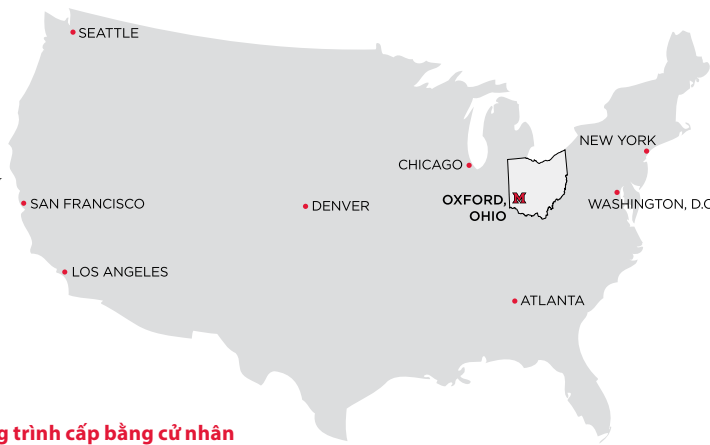 SEATTLE
NEW YORK
CHICAGO
OXFORD,
OHIO
M
SAN FRANCISCO
DENVER
WASHINGTON, D.C
LOS ANGELES
ATLANTA
g trình cấp bằng cử nhân